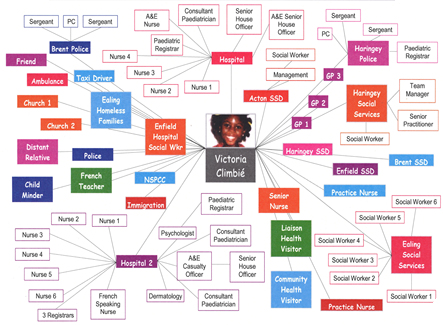 Sergeant
PC
Sergeant
Brent Police
A&E
Nurse
Consultant
Paediatrician
Senior
House
Officer
A&E Senior
House
Officer
Paediatric
Registrar
Nurse 4
Nurse 3
Nurse 2
Nurse 1
Hospital
Social Worker
Management
Acton SSD
Sergeant
PC
Sergeant
Paediatric
Registrar
Haringey
Police
GP 3
GP 2
GP 1
Friend
Ambulance
Taxi Driver
Church 1
Church 2
Ealing
Homeless
Families
Enfield
Hospital
Social Wkr
Haringey
Social
Services
Team
Manager
Senior
Practitioner
Social Worker
Distant
Relative
Police
Victoria
Climbié
Haringey SSD
Brent SSD
Enfield SSD
Child
Minder
French
Teacher
NSPCC
Immigration
Practice Nurse
Senior
Nurse
Liaison
Health
Visitor
Community
Health
Visitor
Practice Nurse
Social Worker 6
Social Worker 5
Social Worker 4
Social Worker 3
Social Worker 2
Social Worker 1
Ealing
Social
Services
Nurse 2
Nurse 1
Nurse 3
Nurse 4
Nurse 5
Nurse 6
3 Registrars
French
Speaking
Nurse
Hospital 2
Psychologist
Paediatric
Registrar
Consultant
Paediatrician
A&E
Casualty
Officer
Senior
House
Officer
Dermatology
Consultant
Paediatrician